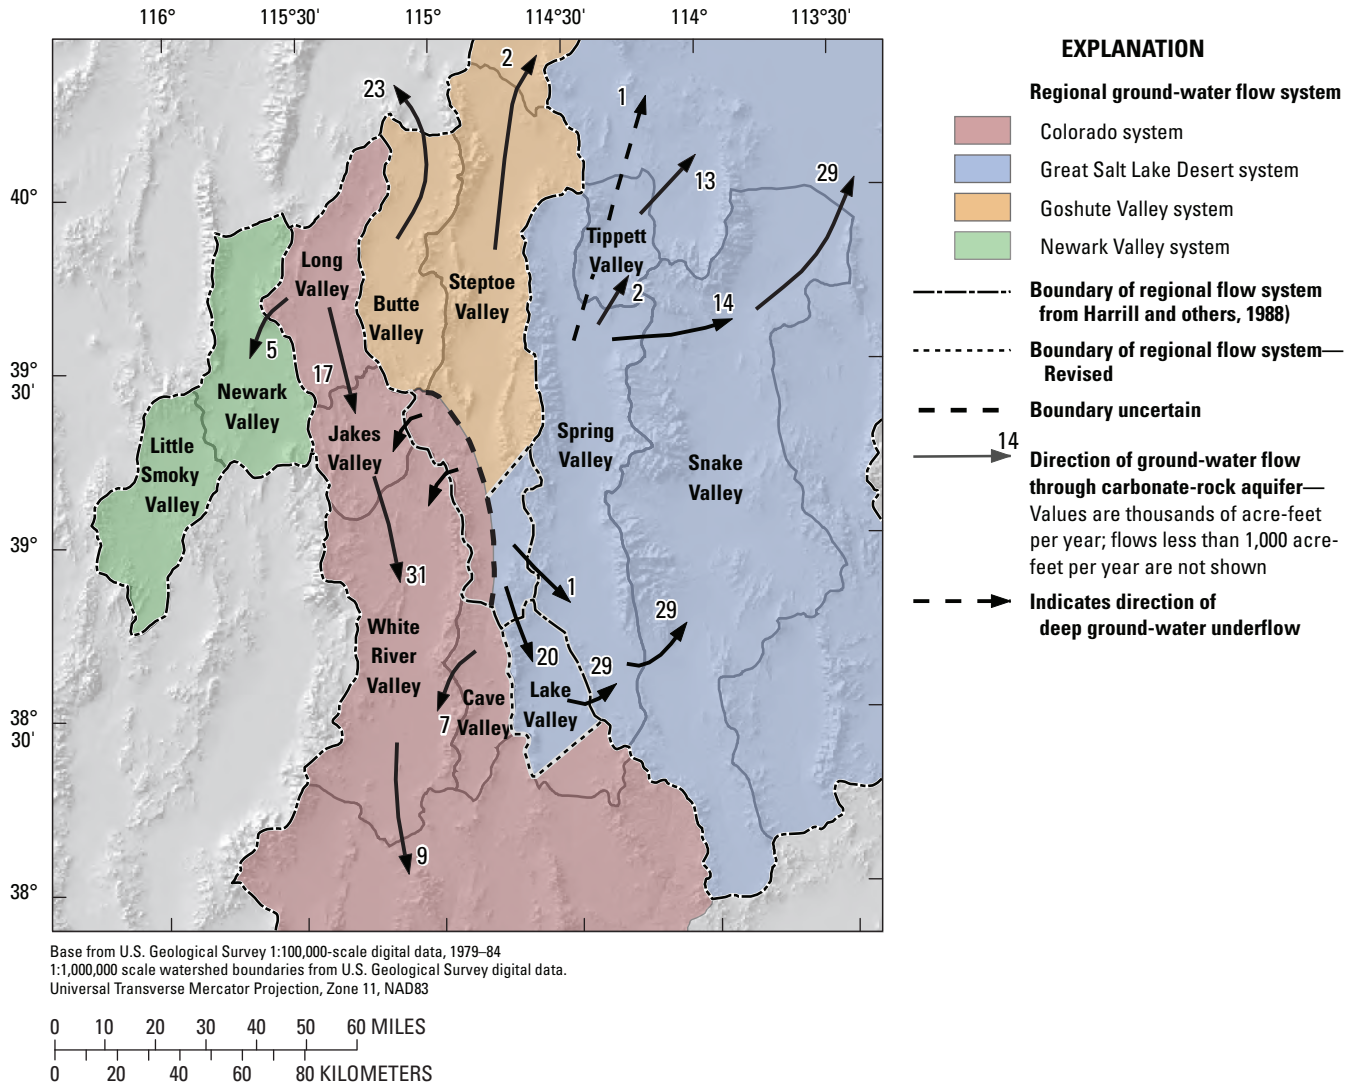 116°
115°30'
115°
114°30'
114°
113°30'
40°
39°
30'
39°
38°
30'
38°
23
2
1
13
29
Tippett
Valley
2
14
Long
Valley
Butte
Valley
Steptoe
Valley
5
17
Newark
Valley
Little
Smoky
Valley
Jakes
Valley
Spring
Valley
Snake
Valley
31
1
20
29
29
White
River
Valley
Cave
Valley
7
Lake
Valley
9
EXPLANATION
Regional ground-water flow system
Colorado system
Great Salt Lake Desert system
Goshute Valley system
Newark Valley system
Boundary of regional flow system
from Harrill and others, 1988)
Boundary of regional flow system—
Revised
Boundary uncertain
14
Direction of ground-water flow
through carbonate-rock aquifer—
Values are thousands of acre-feet
per year; flows less than 1,000 acre-
feet per year are not shown
Indicates direction of
deep ground-water underflow
Base from U.S. Geological Survey 1:100,000-scale digital data, 1979–84
1:1,000,000 scale watershed boundaries from U.S. Geological Survey digital data.
Universal Transverse Mercator Projection, Zone 11, NAD83
0 10 20 30 40 50 60 MILES
0 20 40 60 80 KILOMETERS